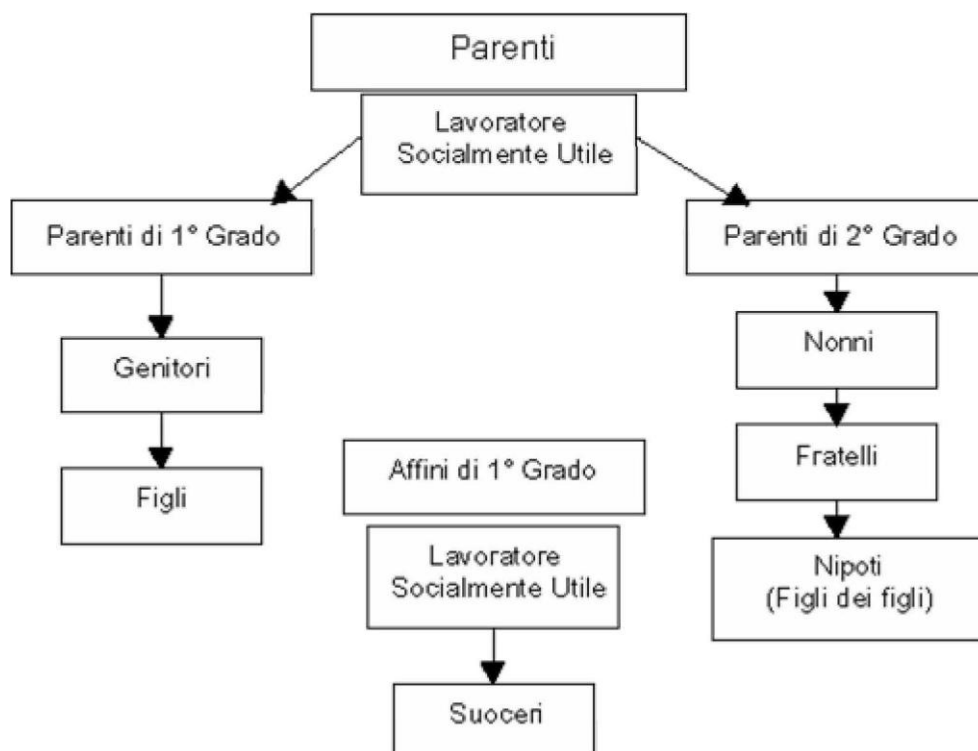 Parenti
Lavoratore
Socialmente Utile
Parenti di 1° Grado
Parenti di 2° Grado
Genitori
Nonni
Figli
Affini di 1° Grado
Fratelli
Lavoratore
Socialmente Utile
Nipoti
(Figli dei figli)
Suoceri